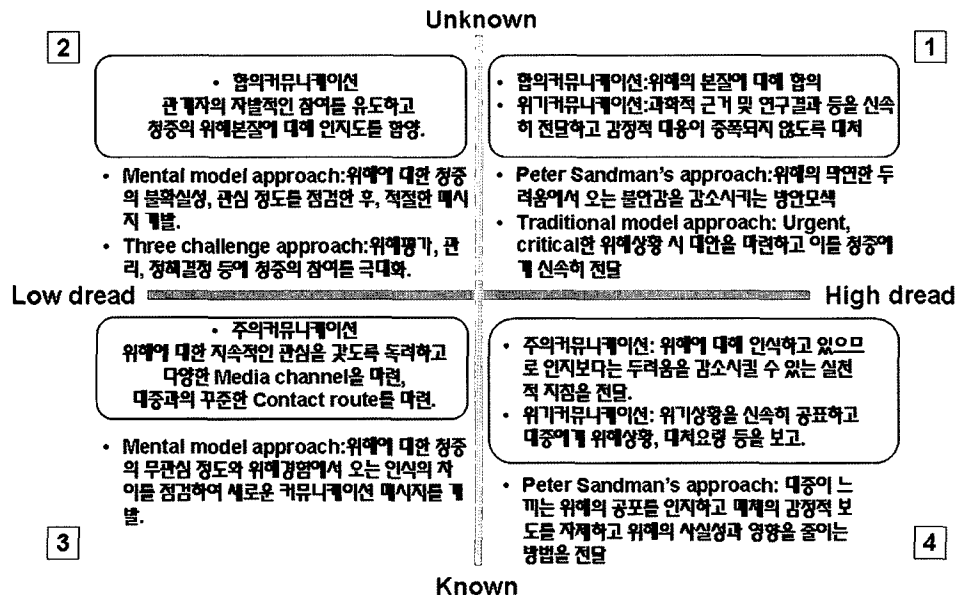 Unknown
2
1
• 합의커뮤니케이션
관계자의 자발적인 참여를 유도하고
청중의 위해본질에 대해 인지도를 함양.
• 합의커뮤니케이션:위해의 본질에 대해 합의
• 위기커뮤니케이션:과학적 근거 및 연구결과 등을 신속
히 전달하고 감정적 대응이 증폭되지 않도록 대처
• Mental model approach:위해에 대한 청중
의 불확실성, 관심 정도를 점검한 후, 적절한 메시
지 개발.
• Three challenge approach:위해평가, 관
리, 정책결정 등에 청중의 참여를 극대화.
• Peter Sandman's approach:위해의 막연한 두
려움에서 오는 불안감을 감소시키는 방안모색
• Traditional model approach: Urgent,
critical한 위해상황 시 대안을 마련하고 이를 청중에
게 신속히 전달
Low dread
High dread
• 주의커뮤니케이션
위해에 대한 지속적인 관심을 갖도록 독려하고
다양한 Media channel을 마련,
대중과의 꾸준한 Contact route를 마련.
• 주의커뮤니케이션: 위해에 대해 인식하고 있으므
로 인지보다는 두려움을 감소시킬 수 있는 실천
적 지침을 전달.
• 위기커뮤니케이션: 위기상황을 신속히 공표하고
대중에게 위해상황, 대처요령 등을 보고.
• Mental model approach:위해에 대한 청중
의 무관심 정도와 위해경험에서 오는 인식의 차
이를 점검하여 새로운 커뮤니케이션 메시지를 개
발.
• Peter Sandman's approach: 대중이 느
끼는 위해의 공포를 인지하고 매체의 감정적 보
도를 자제하고 위해의 사실성과 영향을 줄이는
방법을 전달
3
4
Known